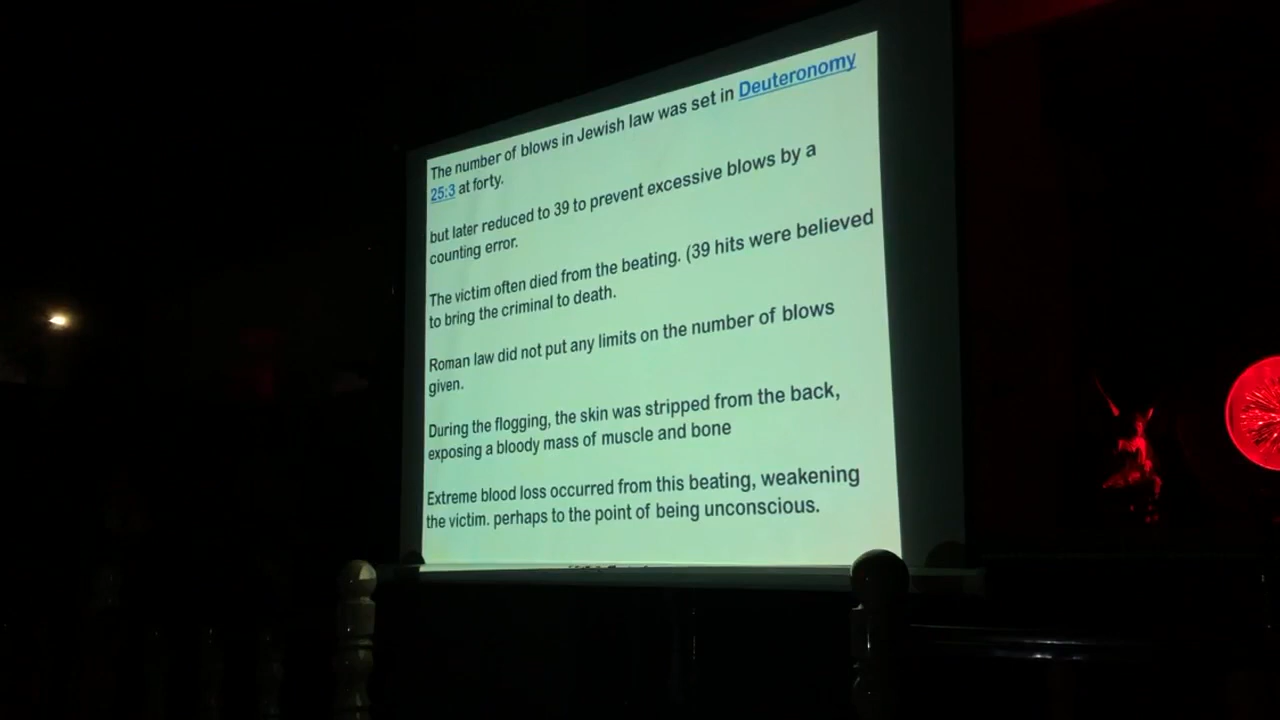 The number of blows in Jewish law was set in Deuteronomy
25:3 at forty.
but later reduced to 39 to prevent excessive blows by a
counting error.
The victim often died from the beating. (39 hits were believed
to bring the criminal to death.
Roman law did not put any limits on the number of blows
given.
During the flogging, the skin was stripped from the back,
exposing a bloody mass of muscle and bone
Extreme blood loss occurred from this beating, weakening
the victim. perhaps to the point of being unconscious.